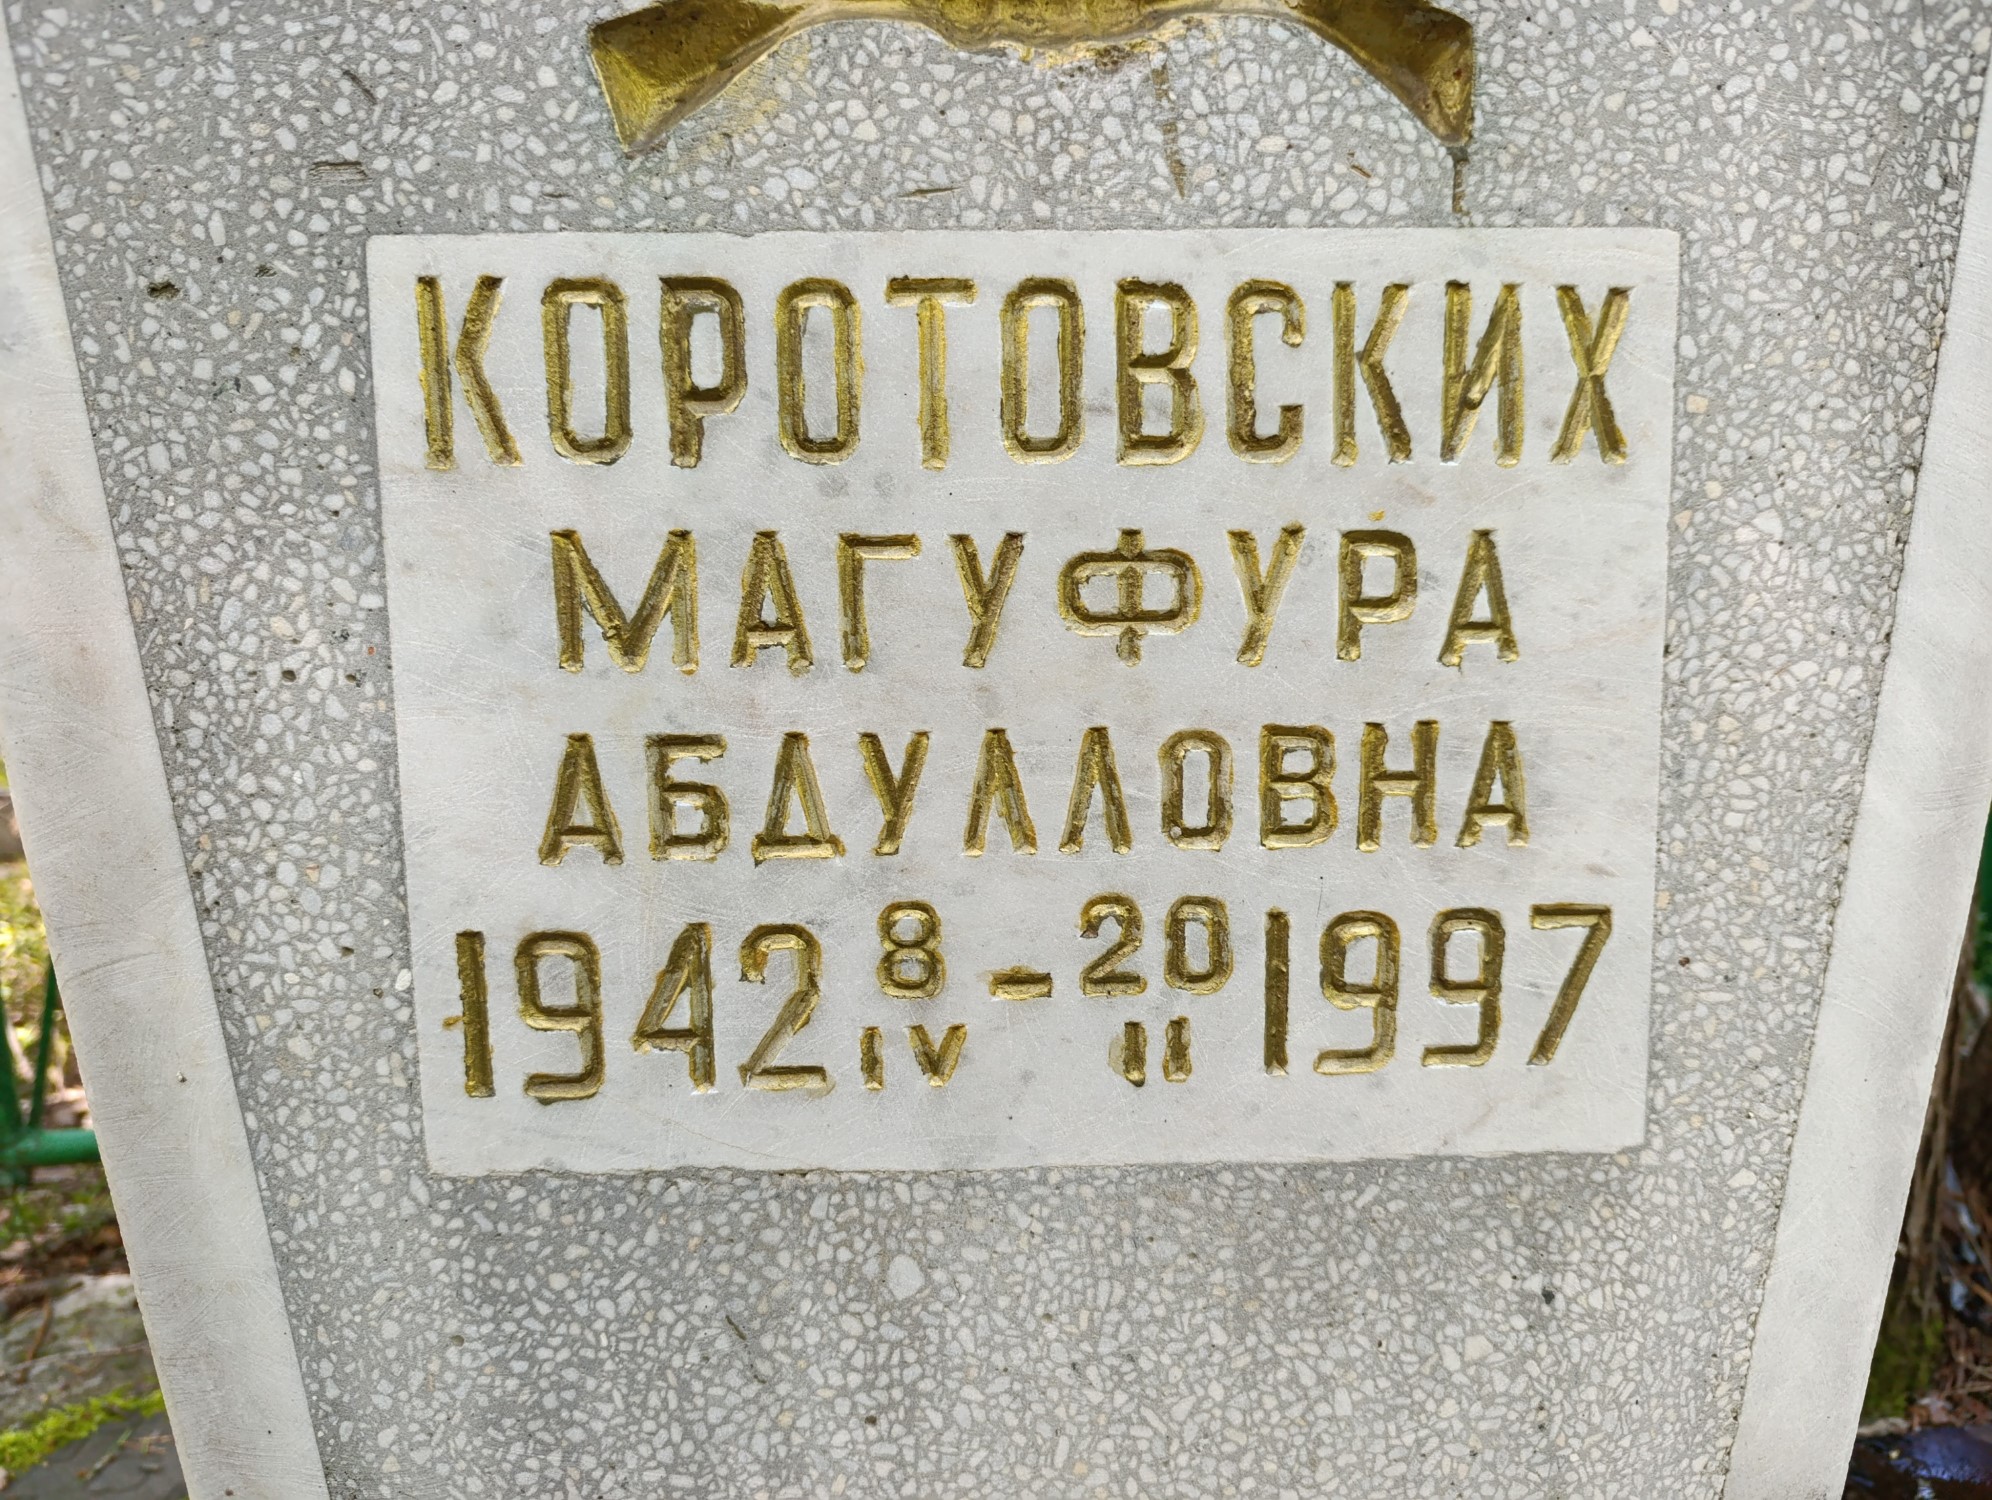 КОРОТОВСКИХ
МАГУФУРА
АБДУЛЛОВНА
1942 8/IV – 20/II 1997